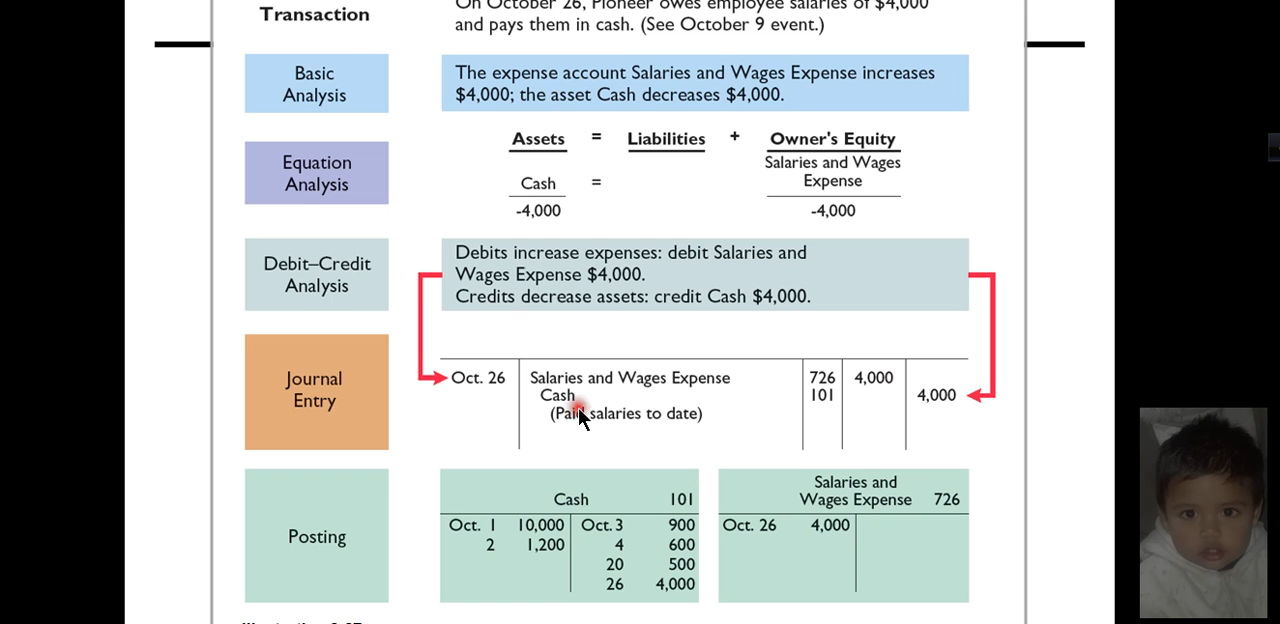 Transaction
On October 26, Pioneer owes employee salaries of $4,000
and pays them in cash. (See October 9 event.)
Basic
Analysis
The expense account Salaries and Wages Expense increases
$4,000; the asset Cash decreases $4,000.
Equation
Analysis
Assets = Liabilities + Owner's Equity
Salaries and Wages
Expense
Cash =
-4,000 -4,000
Debit–Credit
Analysis
Debits increase expenses: debit Salaries and
Wages Expense $4,000.
Credits decrease assets: credit Cash $4,000.
Journal
Entry
Oct. 26 Salaries and Wages Expense 726 4,000
Cash 101 4,000
(Paid salaries to date)
Posting
Cash 101
Oct. 1 10,000 Oct. 3 900
2 1,200 4 600
20 500
26 4,000
Salaries and
Wages Expense 726
Oct. 26 4,000